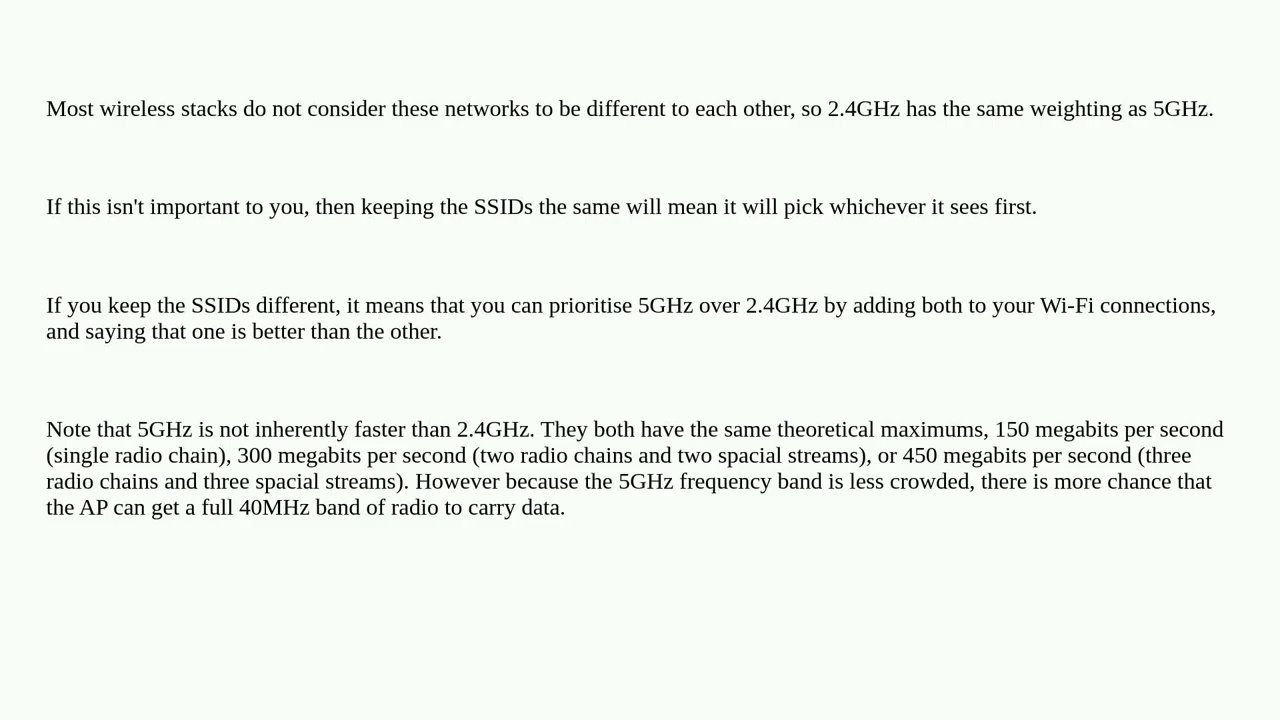 Most wireless stacks do not consider these networks to be different to each other, so 2.4GHz has the same weighting as 5GHz.
If this isn't important to you, then keeping the SSIDs the same will mean it will pick whichever it sees first.
If you keep the SSIDs different, it means that you can prioritise 5GHz over 2.4GHz by adding both to your Wi-Fi connections,
and saying that one is better than the other.
Note that 5GHz is not inherently faster than 2.4GHz. They both have the same theoretical maximums, 150 megabits per second
(single radio chain), 300 megabits per second (two radio chains and two spacial streams), or 450 megabits per second (three
radio chains and three spacial streams). However because the 5GHz frequency band is less crowded, there is more chance that
the AP can get a full 40MHz band of radio to carry data.